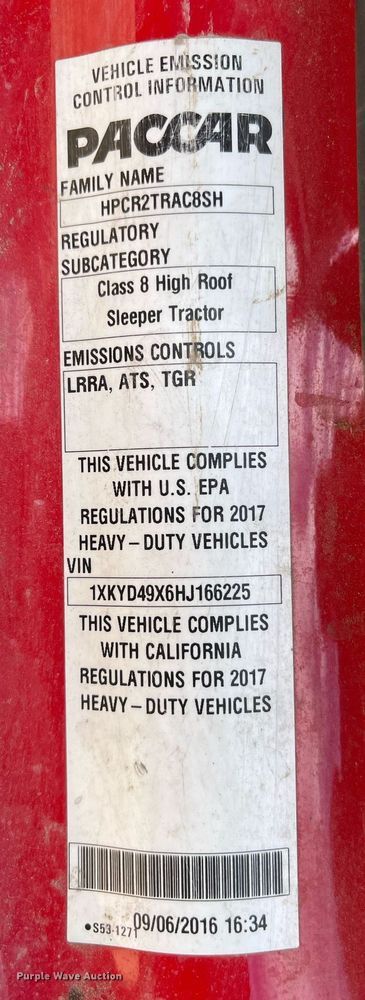 VEHICLE EMISSION
CONTROL INFORMATION
PACCAR
FAMILY NAME
HPCR2TRAC8SH
REGULATORY
SUBCATEGORY
Class 8 High Roof
Sleeper Tractor
EMISSIONS CONTROLS
LRRA, ATS, TGR
THIS VEHICLE COMPLIES
WITH U.S. EPA
REGULATIONS FOR 2017
HEAVY–DUTY VEHICLES
VIN
1XKYD49X6HJ166225
THIS VEHICLE COMPLIES
WITH CALIFORNIA
REGULATIONS FOR 2017
HEAVY–DUTY VEHICLES
•S53-1271 09/06/2016 16:34
Purple Wave Auction